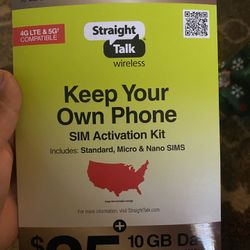 4G LTE & 5G†
COMPATIBLE
Straight
Talk
wireless
Keep Your
Own Phone
SIM Activation Kit
Includes: Standard, Micro & Nano SIMS
For more information, visit StraightTalk.com
+
10 GB Da